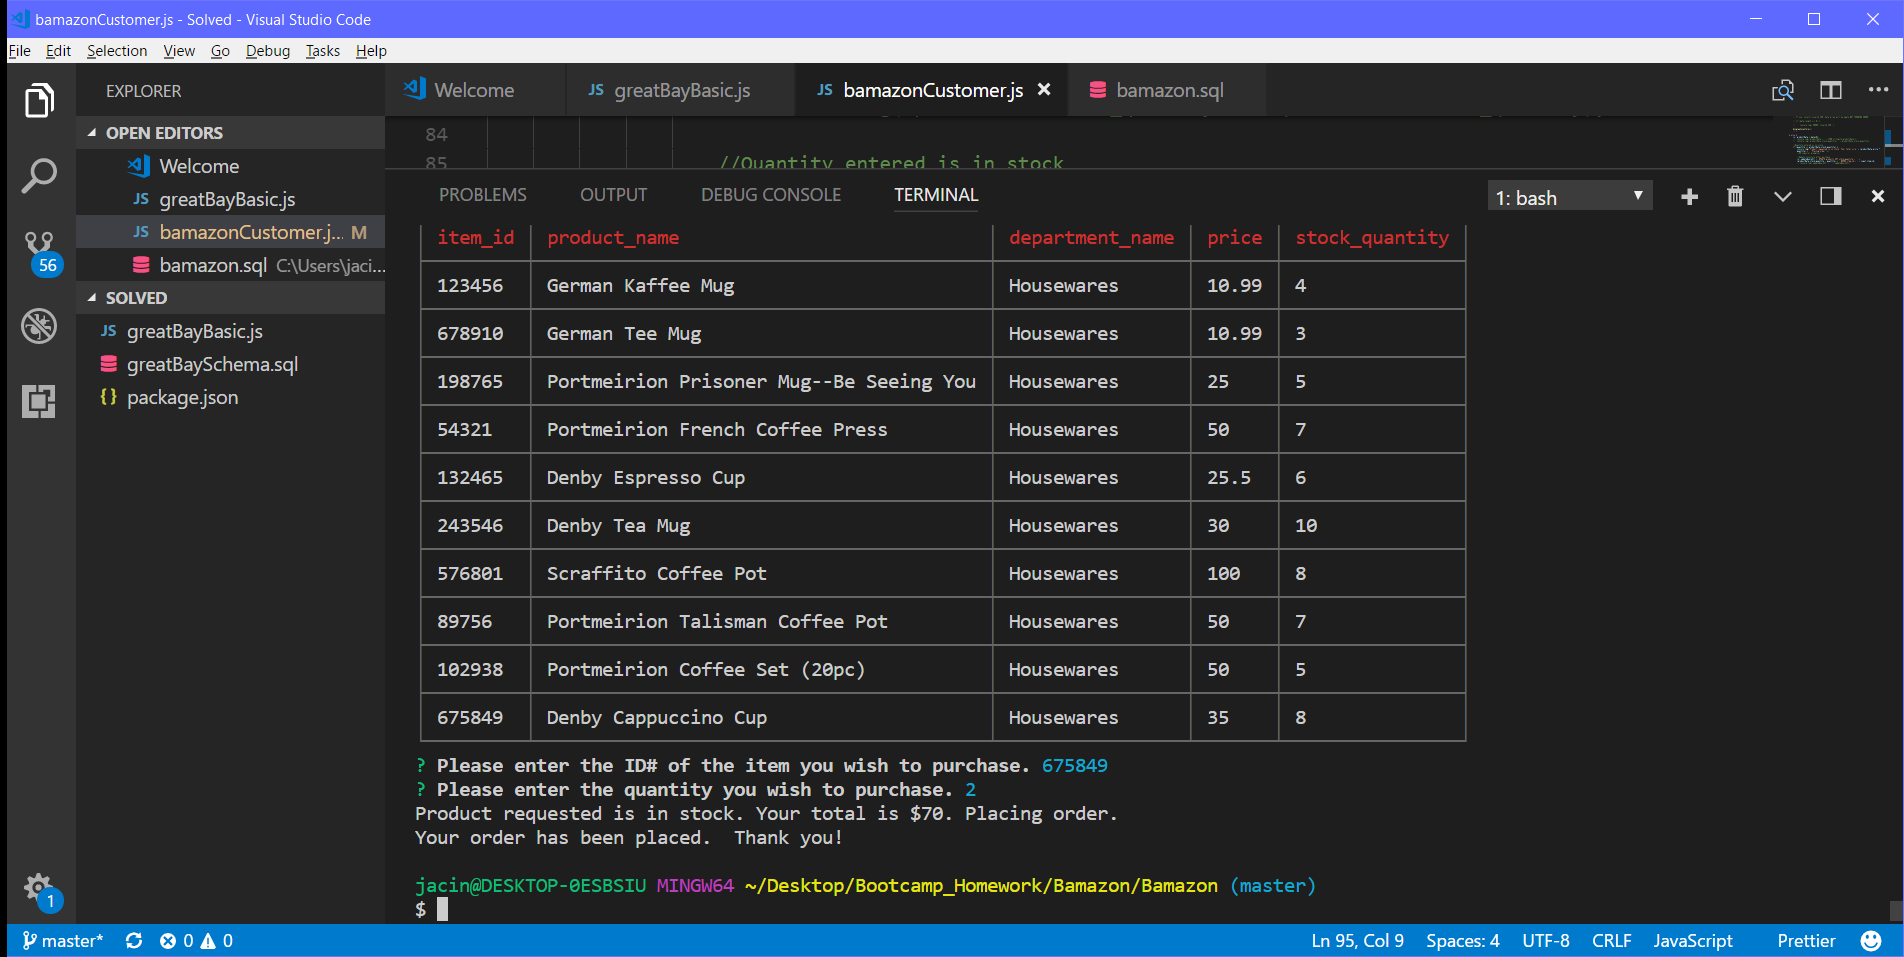 bamazonCustomer.js - Solved - Visual Studio Code
File Edit Selection View Go Debug Tasks Help
EXPLORER
OPEN EDITORS
Welcome
greatBayBasic.js
bamazonCustomer.j... M
bamazon.sql C:\Users\jaci...
SOLVED
greatBayBasic.js
greatBaySchema.sql
package.json
56
1
Welcome JS greatBayBasic.js JS bamazonCustomer.js bamazon.sql
84
85 //Quantity entered is in stock
PROBLEMS OUTPUT DEBUG CONSOLE TERMINAL 1: bash
item_id product_name department_name price stock_quantity
123456 German Kaffee Mug Housewares 10.99 4
678910 German Tee Mug Housewares 10.99 3
198765 Portmeirion Prisoner Mug--Be Seeing You Housewares 25 5
54321 Portmeirion French Coffee Press Housewares 50 7
132465 Denby Espresso Cup Housewares 25.5 6
243546 Denby Tea Mug Housewares 30 10
576801 Scraffito Coffee Pot Housewares 100 8
89756 Portmeirion Talisman Coffee Pot Housewares 50 7
102938 Portmeirion Coffee Set (20pc) Housewares 50 5
675849 Denby Cappuccino Cup Housewares 35 8
? Please enter the ID# of the item you wish to purchase. 675849
? Please enter the quantity you wish to purchase. 2
Product requested is in stock. Your total is $70. Placing order.
Your order has been placed.  Thank you!
jacin@DESKTOP-0ESBSIU MINGW64 ~/Desktop/Bootcamp_Homework/Bamazon/Bamazon (master)
$
master* 0 0 Ln 95, Col 9 Spaces: 4 UTF-8 CRLF JavaScript Prettier